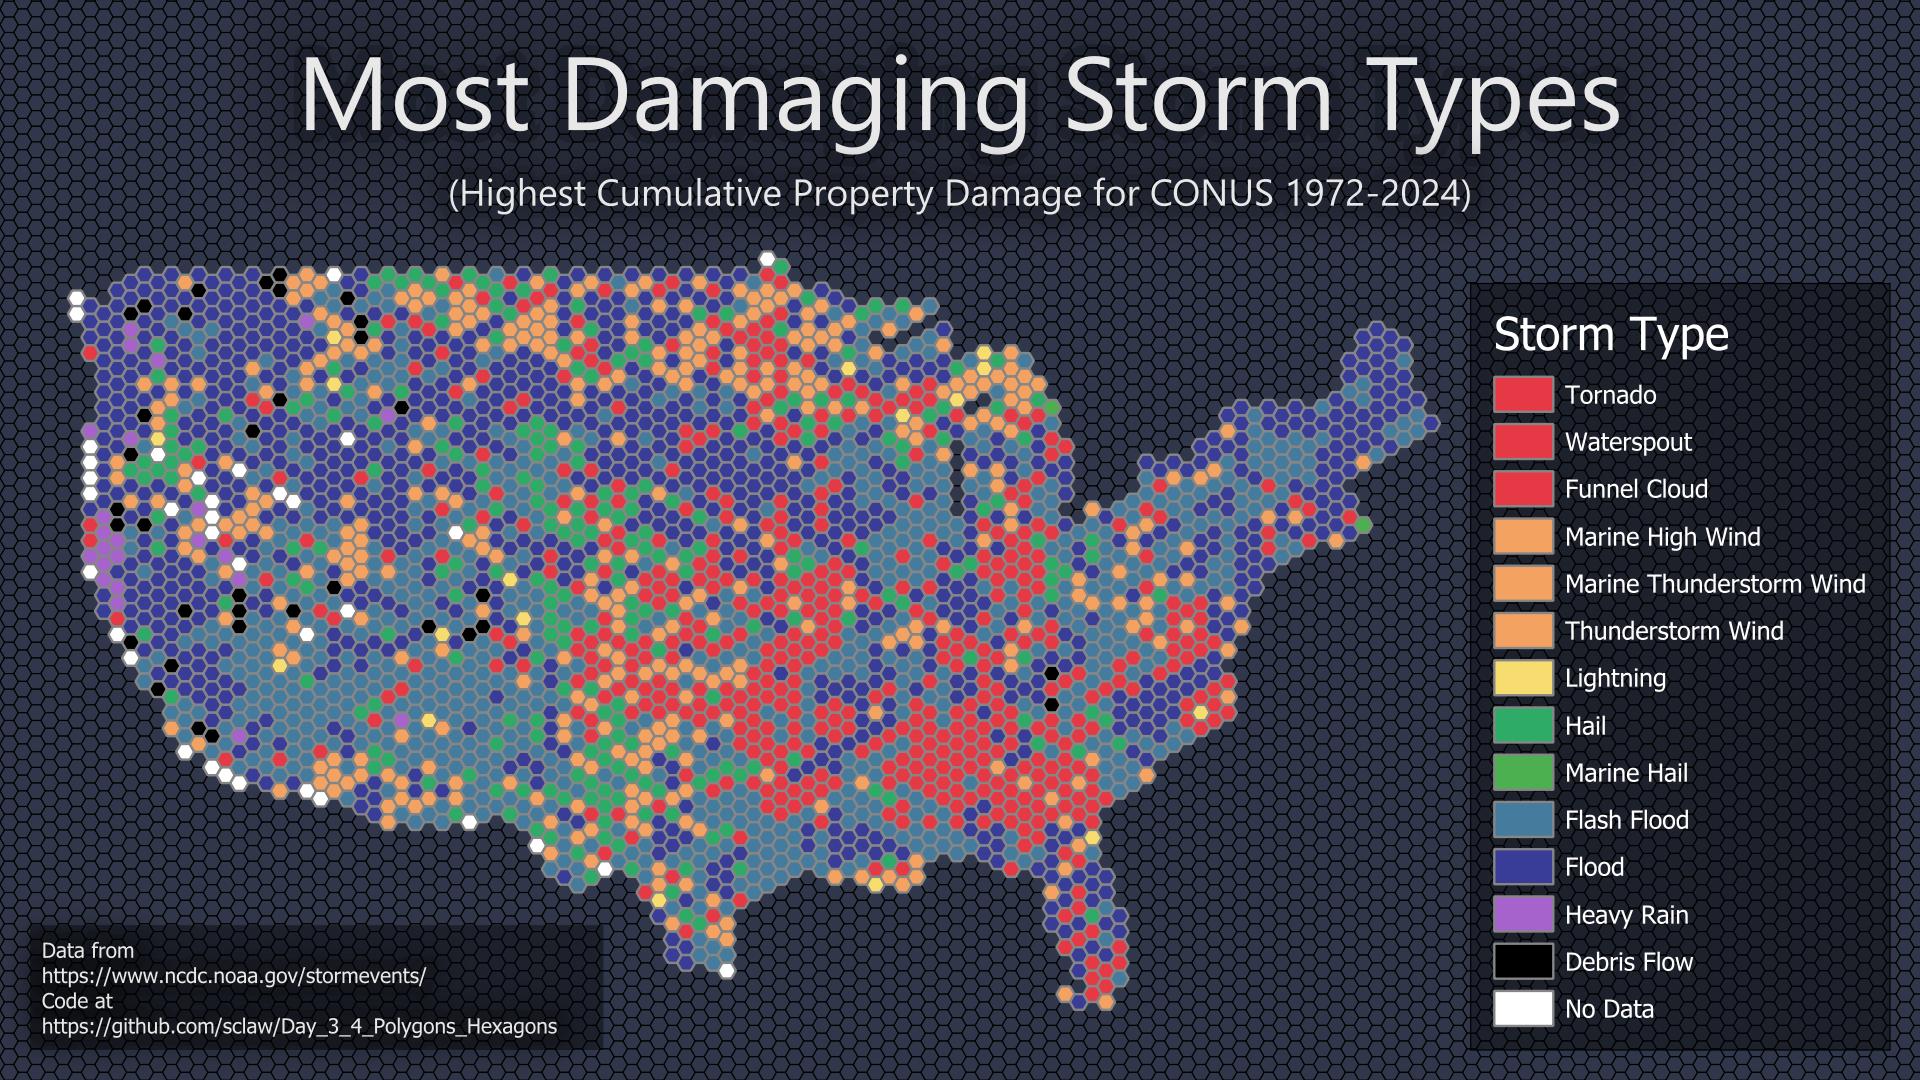 Most Damaging Storm Types
(Highest Cumulative Property Damage for CONUS 1972-2024)
Storm Type
Tornado
Waterspout
Funnel Cloud
Marine High Wind
Marine Thunderstorm Wind
Thunderstorm Wind
Lightning
Hail
Marine Hail
Flash Flood
Flood
Heavy Rain
Debris Flow
No Data
Data from
https://www.ncdc.noaa.gov/stormevents/
Code at
https://github.com/sclaw/Day_3_4_Polygons_Hexagons